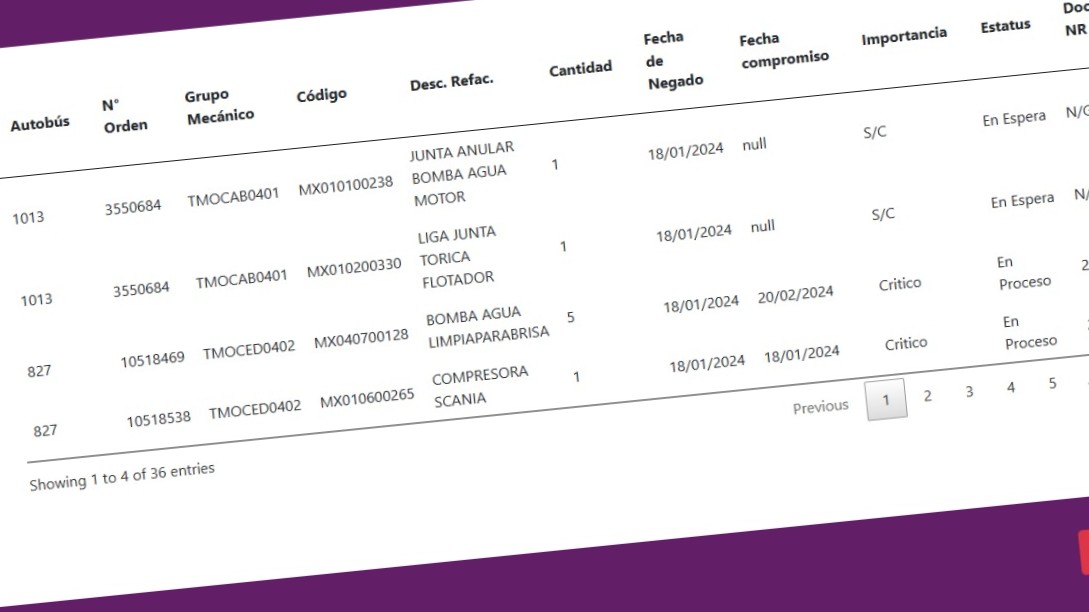 Autobús N° Orden Grupo Mecánico Código Desc. Refac. Cantidad Fecha de Negado Fecha compromiso Importancia Estatus NR
1013 3550684 TMOCAB0401 MX010100238 JUNTA ANULAR BOMBA AGUA MOTOR 1 18/01/2024 null S/C En Espera
1013 3550684 TMOCAB0401 MX010200330 LIGA JUNTA TORICA FLOTADOR 1 18/01/2024 null S/C En Espera
827 10518469 TMOCED0402 MX040700128 BOMBA AGUA LIMPIAPARABRISA 5 18/01/2024 20/02/2024 Critico En Proceso
827 10518538 TMOCED0402 MX010600265 COMPRESORA SCANIA 1 18/01/2024 18/01/2024 Critico En Proceso
Showing 1 to 4 of 36 entries
Previous 1 2 3 4 5